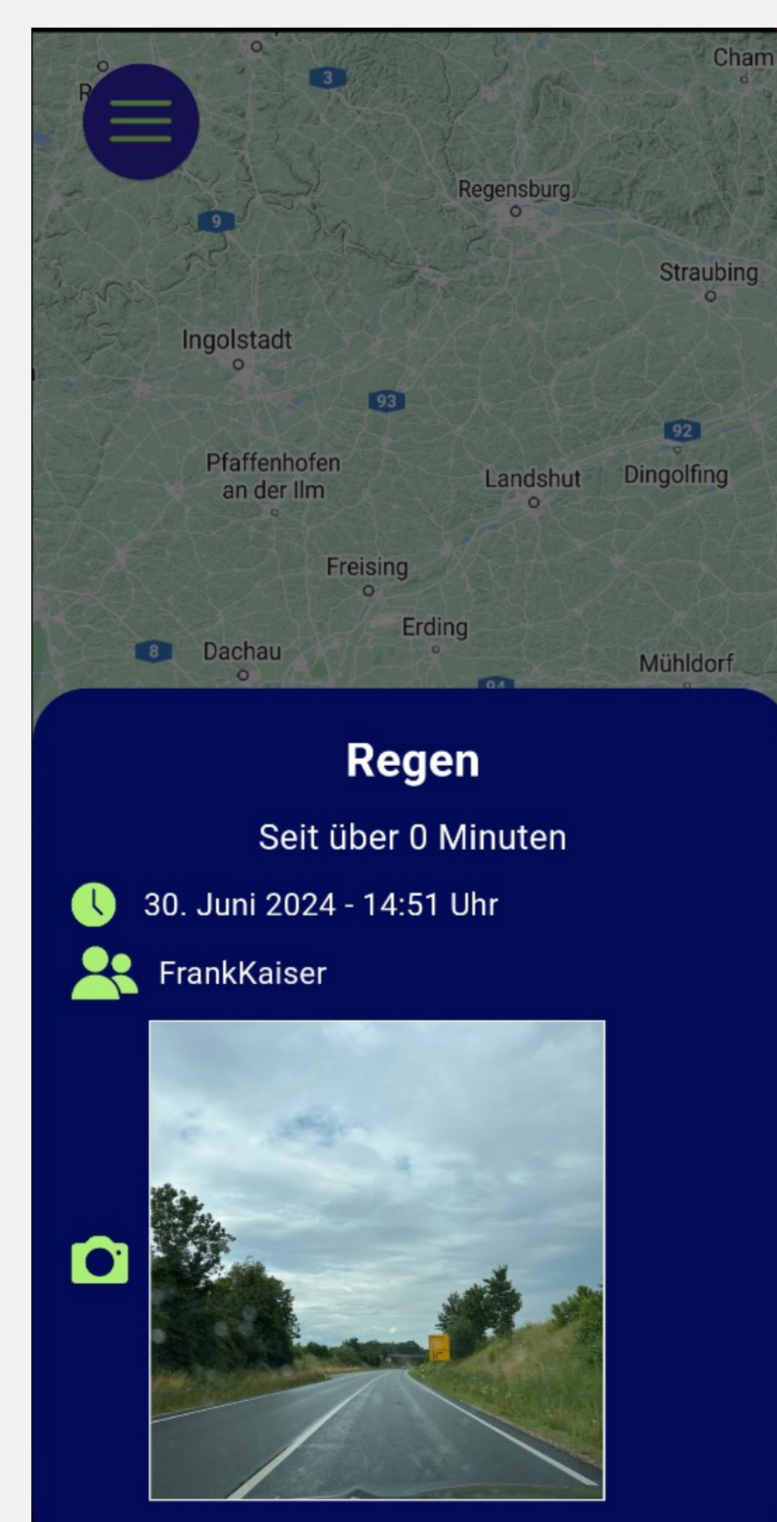 Cham
3
Regensburg
9
Straubing
Ingolstadt
93
92
Pfaffenhofen
an der Ilm
Landshut
Dingolfing
Freising
Erding
8
Dachau
Mühldorf
94
Regen
Seit über 0 Minuten
30. Juni 2024 - 14:51 Uhr
FrankKaiser